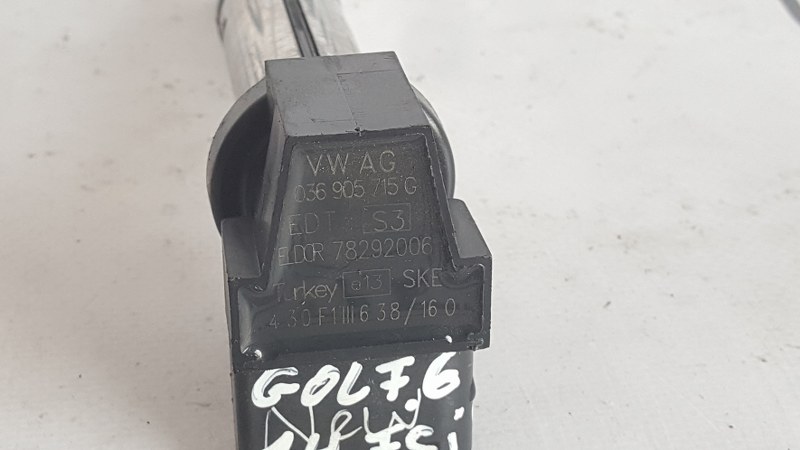 VW AG
036 905 715 G
EDT S3
ELDOR 78292006
Turkey e13 SKE
4 30-F1 III 6 38/16 0
GOLF.6